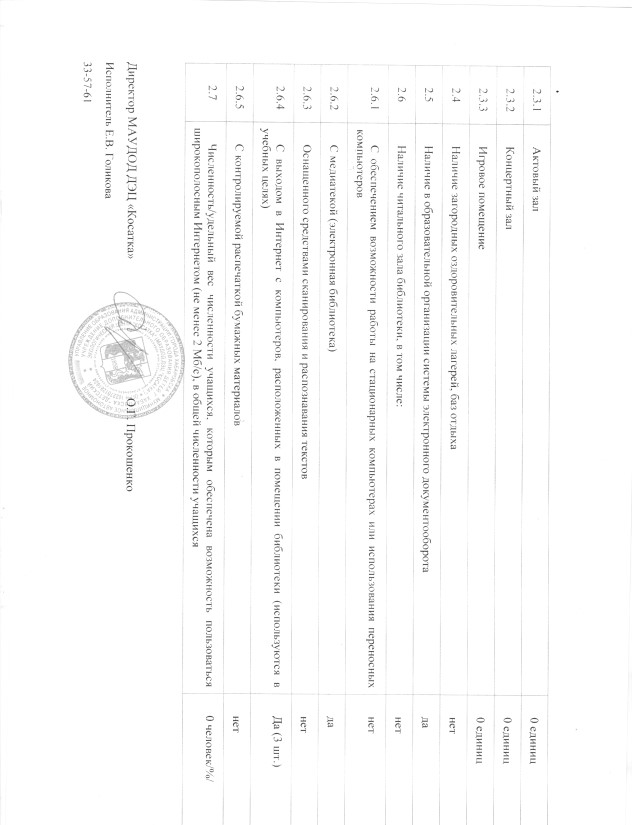 2.3.1 Актовый зал 0 единиц
2.3.2 Концертный зал 0 единиц
2.3.3 Игровое помещение 0 единиц
2.4 Наличие загородных оздоровительных лагерей, баз отдыха нет
2.5 Наличие в образовательной организации системы электронного документооборота да
2.6 Наличие читального зала библиотеки, в том числе: нет
2.6.1 С обеспечением возможности работы на стационарных компьютерах или использования переносных нет
компьютеров
2.6.2 С медиатекой (электронная библиотека) да
2.6.3 Оснащенного средствами сканирования и распознавания текстов нет
2.6.4 С выходом в Интернет с компьютеров, расположенных в помещении библиотеки (используются в Да (3 шт.)
учебных целях)
2.6.5 С контролируемой распечаткой бумажных материалов нет
2.7 Численность/удельный вес численности учащихся, которым обеспечена возможность пользоваться 0 человек/%/
широкополосным Интернетом (не менее 2 Мб/с), в общей численности учащихся
Директор МАУДОД ДЭЦ «Косатка» О.П. Прокошенко
Исполнитель Е.В. Голикова
33-57-61